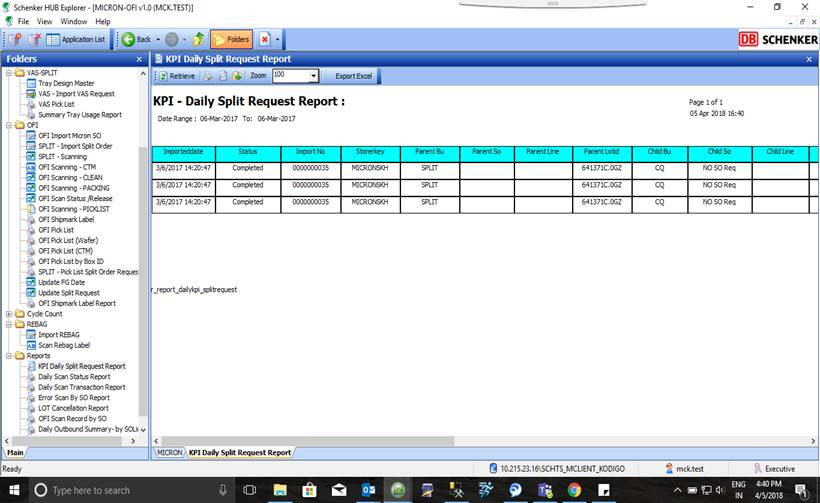 Schenker HUB Explorer - [MICRON-OFI v1.0 (MCK.TEST)]
File View Window Help
Application List Back Folders
DB SCHENKER
Folders ×
KPI Daily Split Request Report ×
VAS-SPLIT
Tray Design Master
VAS - Import VAS Request
VAS Pick List
Summary Tray Usage Report
OFI
OFI Import Micron SO
SPLIT - Import Split Order
SPLIT - Scanning
OFI Scanning - CTM
OFI Scanning - CLEAN
OFI Scanning - PACKING
OFI Scan Status /Release
OFI Scanning - PICKLIST
OFI Shipmark Label
OFI Pick List
OFI Pick List (Wafer)
OFI Pick List (CTM)
OFI Pick List by Box ID
SPLIT - Pick List Split Order Reques
Update FG Date
Update Split Request
OFI Shipmark Label Report
Cycle Count
REBAG
Import REBAG
Scan Rebag Label
Reports
KPI Daily Split Request Report
Daily Scan Status Report
Daily Scan Transaction Report
Error Scan By SO Report
LOT Cancellation Report
OFI Scan Record by SO
Daily Outbound Summary- by SOLi
Main
Retrieve Zoom 100 Export Excel
KPI - Daily Split Request Report :
Page 1 of 1
Date Range : 06-Mar-2017 To: 06-Mar-2017
05 Apr 2018 16:40
Importeddate Status Import No Storerkey Parent Bu Parent So Parent Line Parent Lotid Child Bu Child So Child Line
3/6/2017 14:20:47 Completed 0000000035 MICRONSKH SPLIT 641371C.0GZ CQ NO SO Req
3/6/2017 14:20:47 Completed 0000000035 MICRONSKH SPLIT 641371C.0GZ CQ NO SO Req
3/6/2017 14:20:47 Completed 0000000035 MICRONSKH SPLIT 641371C.0GZ CQ NO SO Req
r_report_dailykpi_splitrequest
MICRON KPI Daily Split Request Report
Ready
10.215.23.16\SCHTS_MCLIENT_KODIGO mck.test Executive
Type here to search
ENG
IN
4:40 PM
4/5/2018